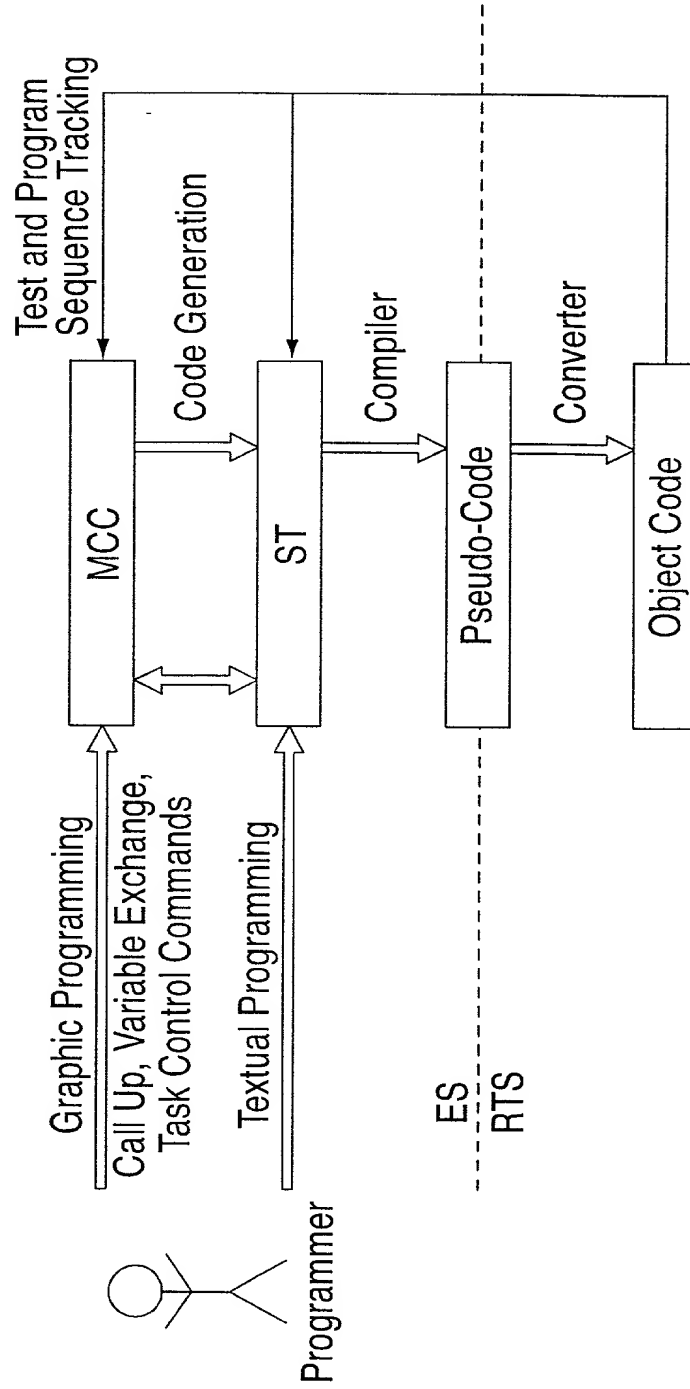 Test and Program
Sequence Tracking
Graphic Programming
MCC
Code Generation
Call Up, Variable Exchange,
Task Control Commands
Textual Programming
ST
Compiler
Programmer
ES
RTS
Pseudo-Code
Converter
Object Code